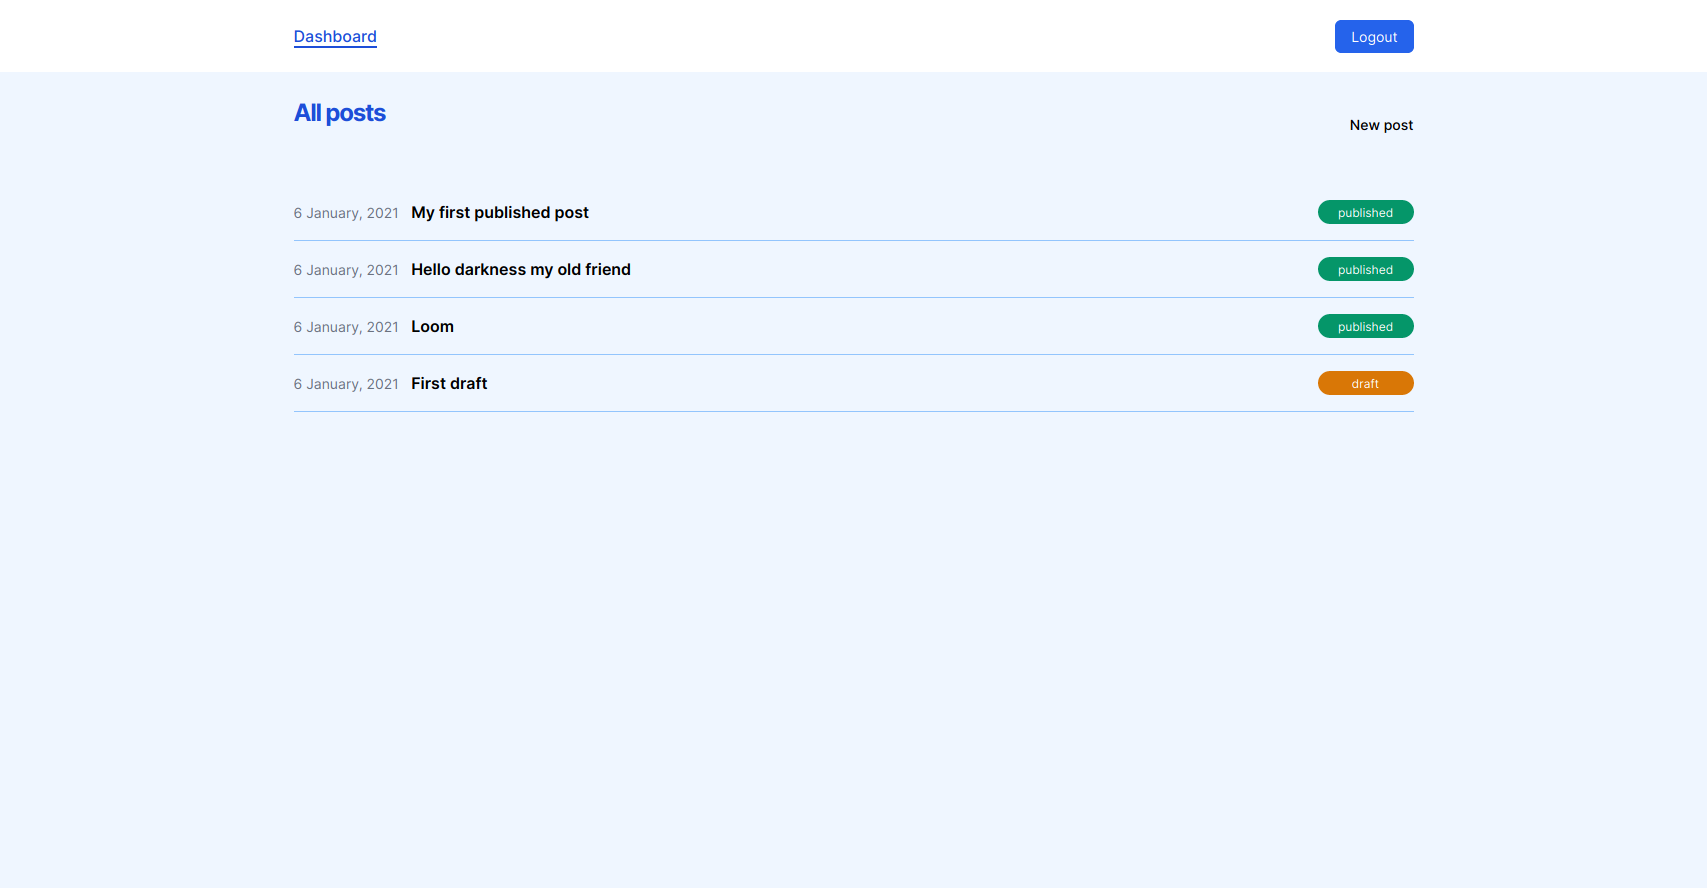 Dashboard
Logout
All posts
New post
6 January, 2021 My first published post published
6 January, 2021 Hello darkness my old friend published
6 January, 2021 Loom published
6 January, 2021 First draft draft